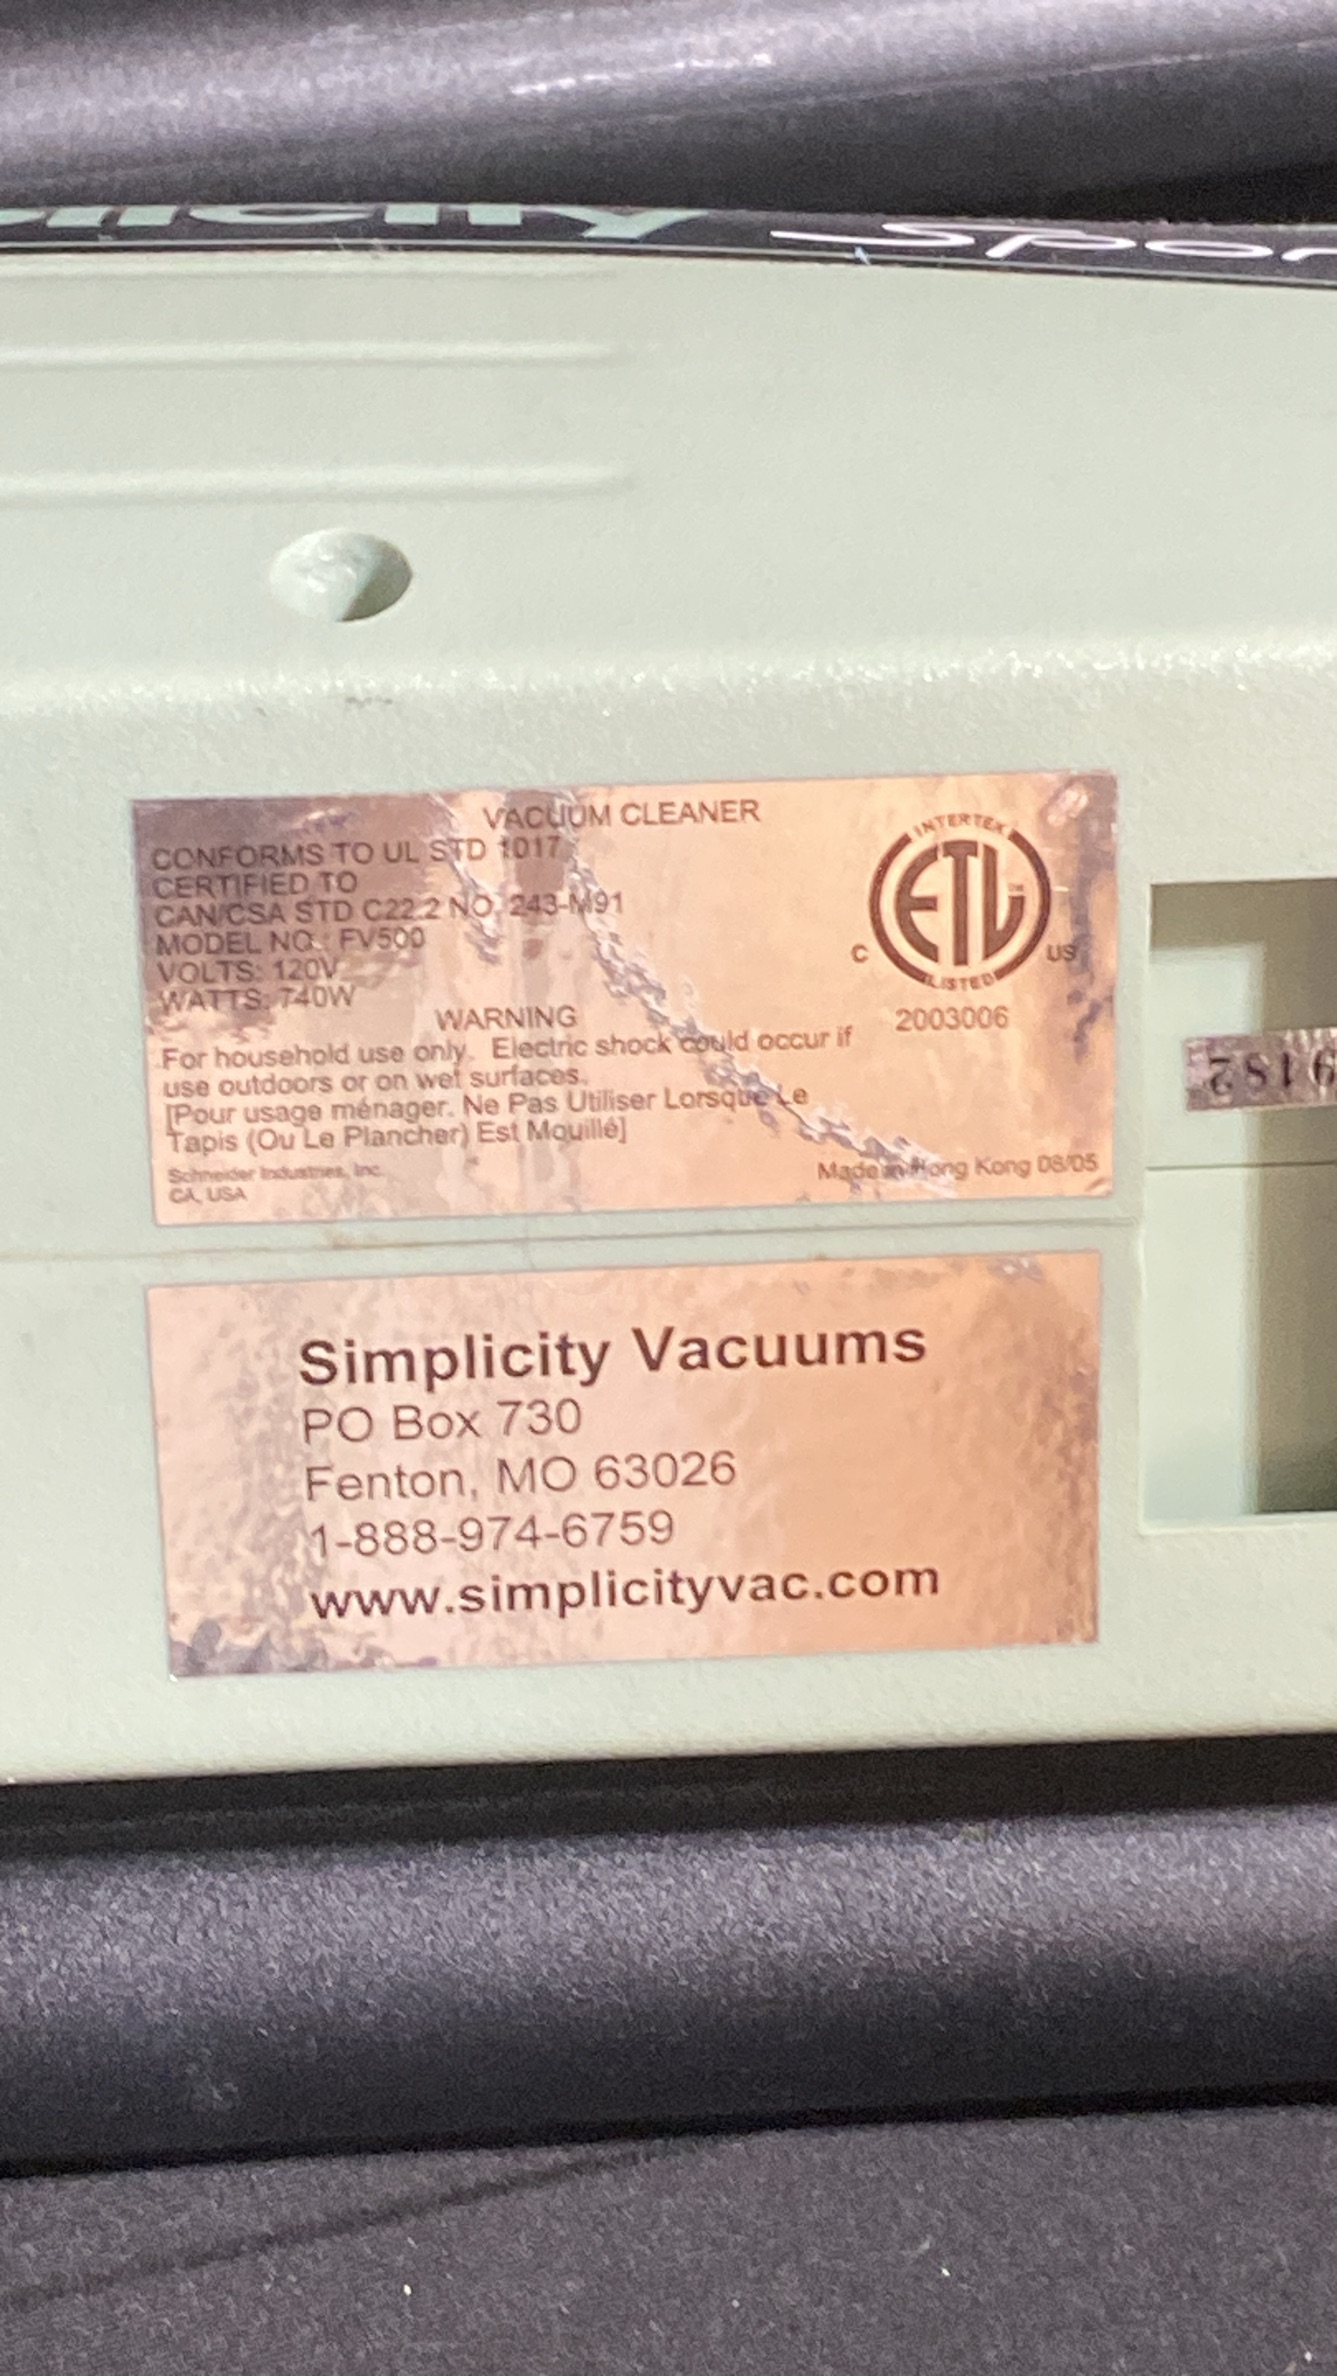 plicity Spor
VACUUM CLEANER
CONFORMS TO UL STD 1017
CERTIFIED TO
CAN/CSA STD C22.2 NO. 243-M91
MODEL NO.: FV500
VOLTS: 120V
WATTS: 740W
INTERTEK
ETL
C US
LISTED
2003006
WARNING
For household use only. Electric shock could occur if
use outdoors or on wet surfaces.
[Pour usage ménager. Ne Pas Utiliser Lorsque Le
Tapis (Ou Le Plancher) Est Mouillé]
Schneider Industries, Inc.
CA, USA
Made in Hong Kong 08/05
Simplicity Vacuums
PO Box 730
Fenton, MO 63026
1-888-974-6759
www.simplicityvac.com